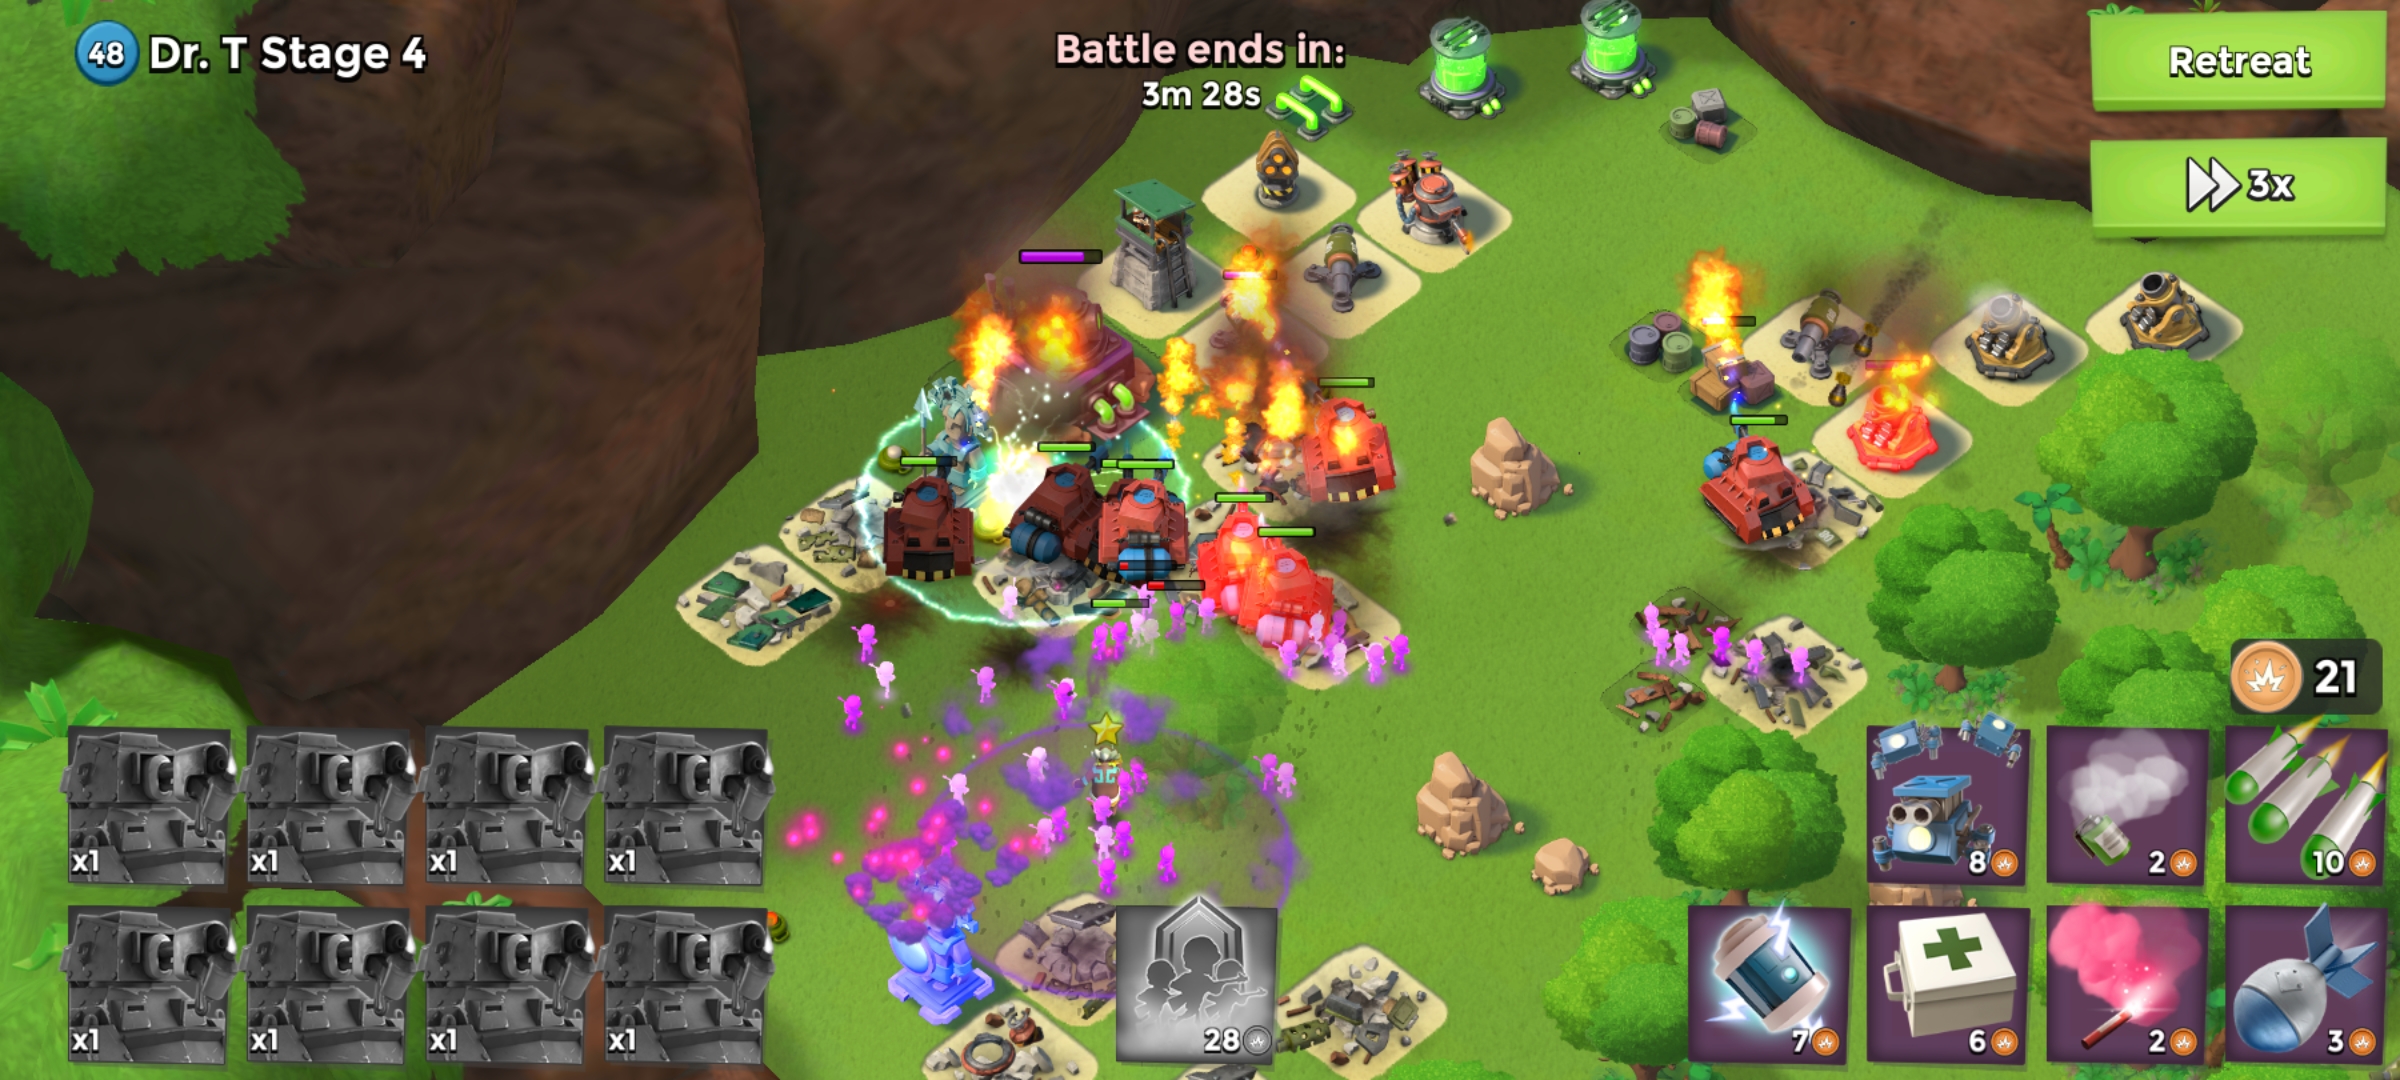 48 Dr. T Stage 4
Battle ends in:
3m 28s
Retreat
3x
21
x1 x1 x1 x1
8 2 10
x1 x1 x1 x1
28
7 6 2 3